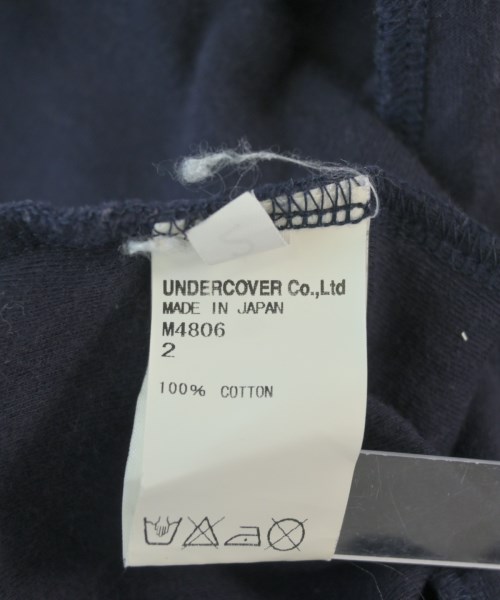 UNDERCOVER Co.,Ltd
MADE IN JAPAN
M4806
2
100% COTTON